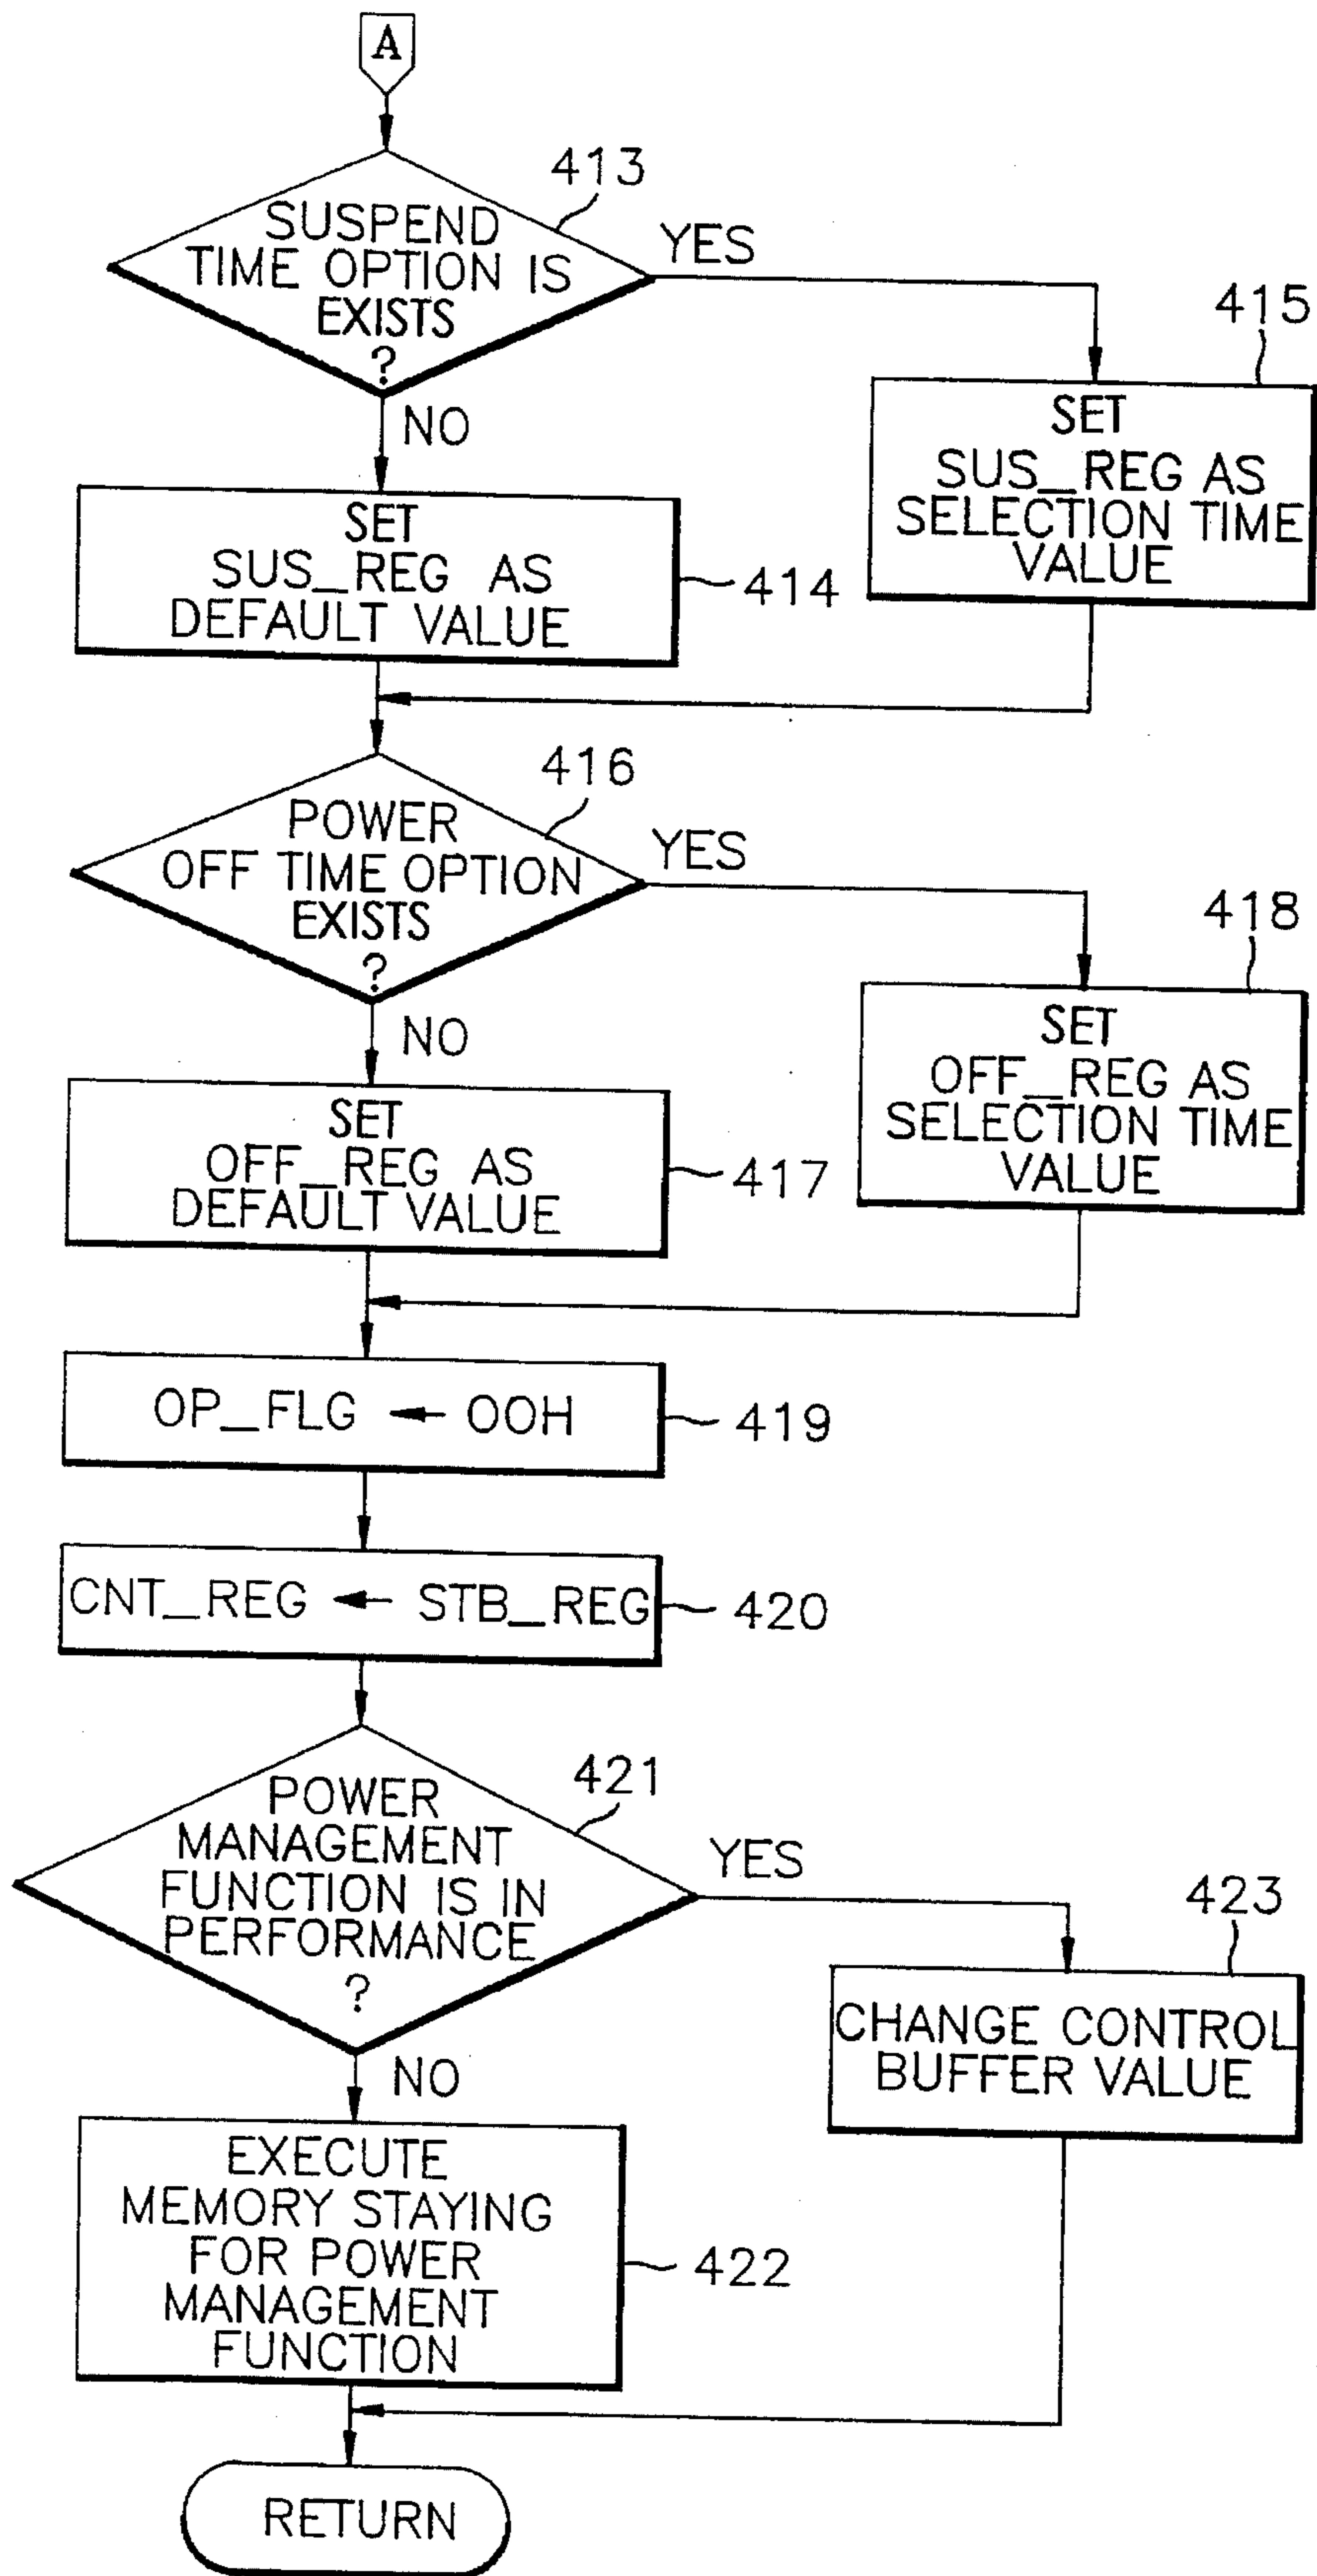 A
413
SUSPEND
TIME OPTION IS
EXISTS
?
YES
NO
415
SET
SUS_REG AS
SELECTION TIME
VALUE
SET
SUS_REG AS
DEFAULT VALUE
414
416
POWER
OFF TIME OPTION
EXISTS
?
YES
NO
418
SET
OFF_REG AS
SELECTION TIME
VALUE
SET
OFF_REG AS
DEFAULT VALUE
417
OP_FLG ← OOH
419
CNT_REG ← STB_REG
420
421
POWER
MANAGEMENT
FUNCTION IS IN
PERFORMANCE
?
YES
NO
423
CHANGE CONTROL
BUFFER VALUE
EXECUTE
MEMORY STAYING
FOR POWER
MANAGEMENT
FUNCTION
422
RETURN